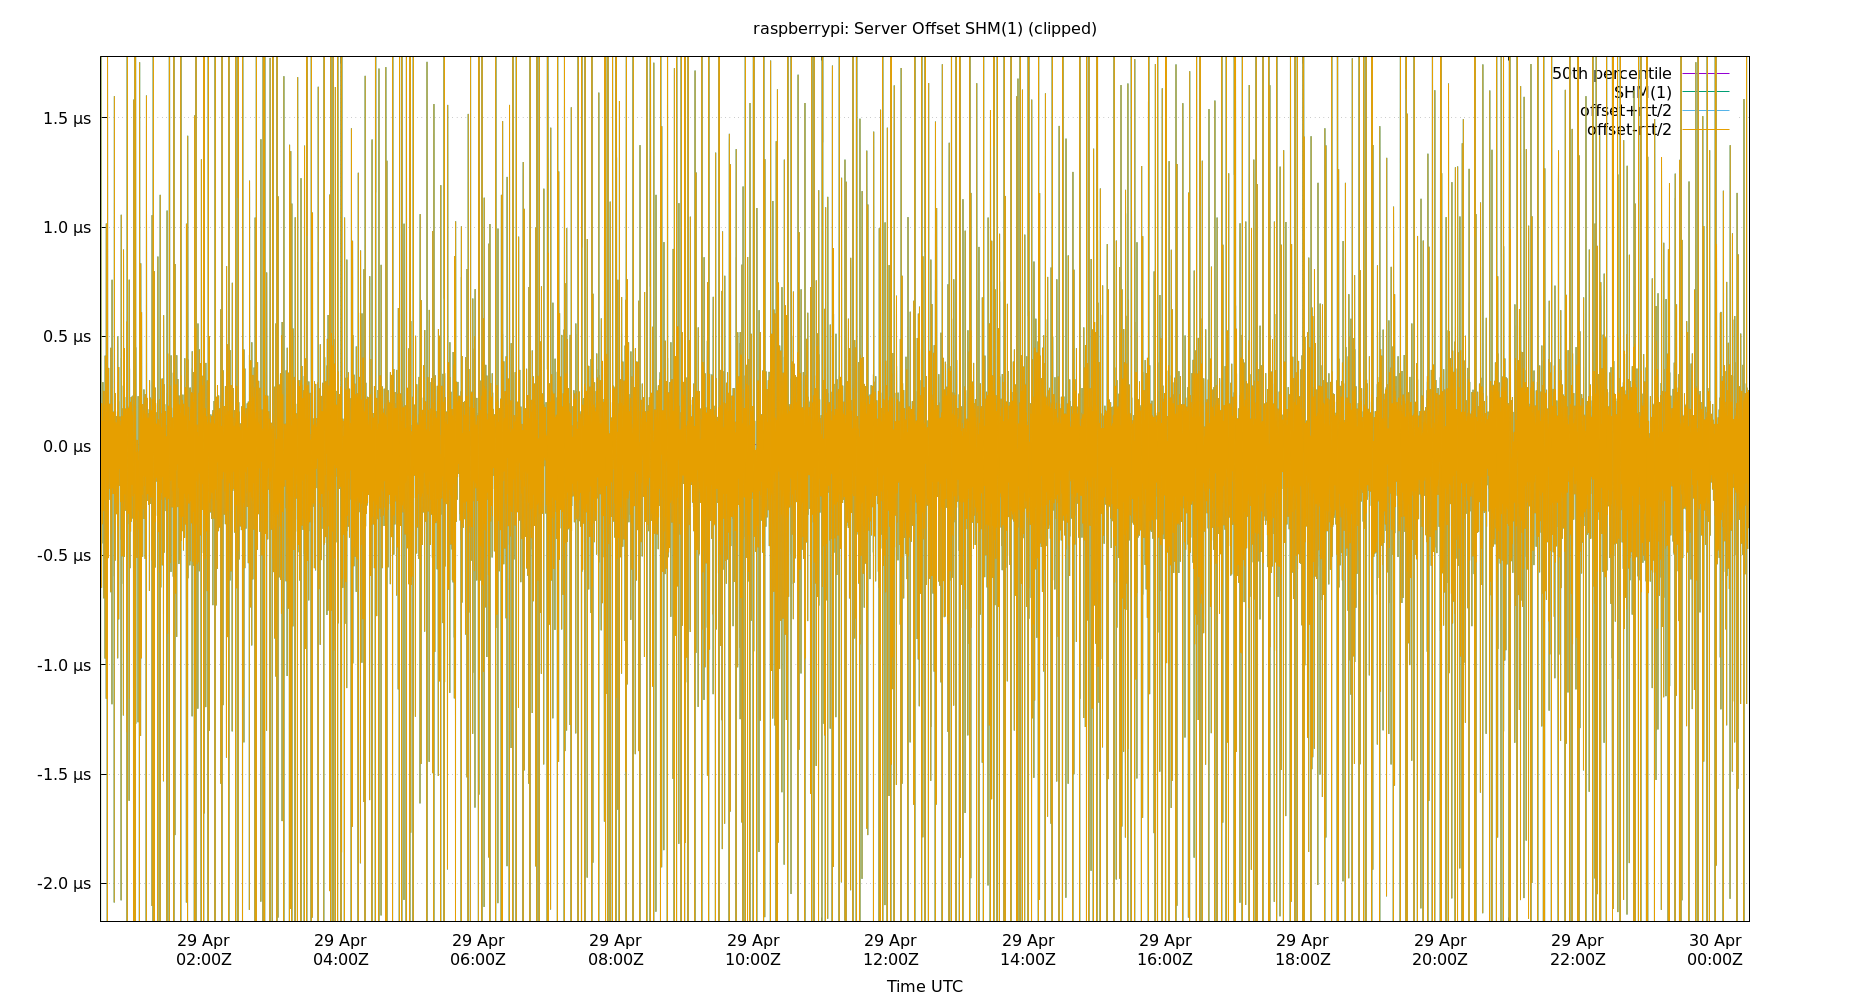 raspberrypi: Server Offset SHM(1) (clipped)
50th percentile
SHM(1)
offset+rtt/2
offset-rtt/2
1.5 µs
1.0 µs
0.5 µs
0.0 µs
-0.5 µs
-1.0 µs
-1.5 µs
-2.0 µs
29 Apr 29 Apr 29 Apr 29 Apr 29 Apr 29 Apr 29 Apr 29 Apr 29 Apr 29 Apr 29 Apr 30 Apr
02:00Z 04:00Z 06:00Z 08:00Z 10:00Z 12:00Z 14:00Z 16:00Z 18:00Z 20:00Z 22:00Z 00:00Z
Time UTC